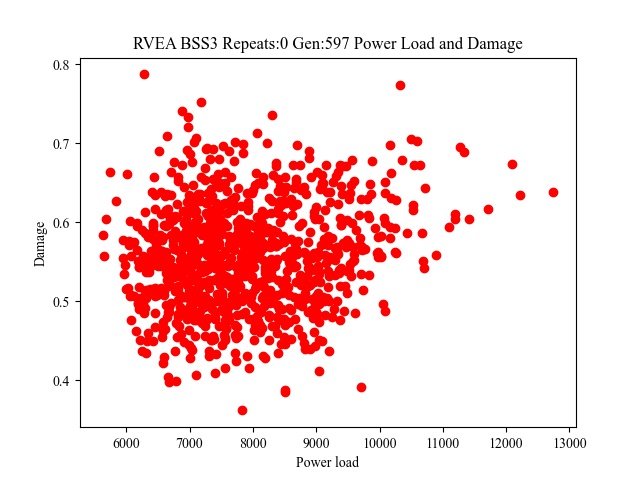 RVEA BSS3 Repeats:0 Gen:597 Power Load and Damage
0.8
0.7
0.6
0.5
0.4
Damage
6000 7000 8000 9000 10000 11000 12000 13000
Power load